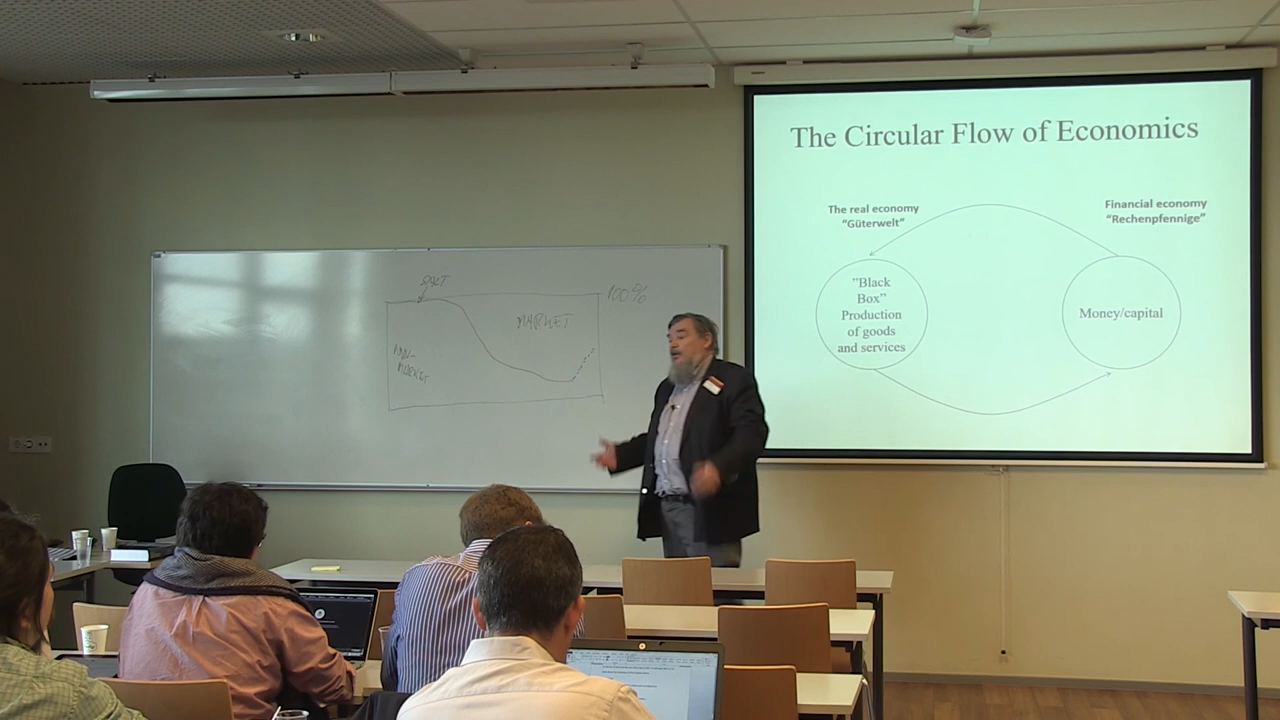 The Circular Flow of Economics
The real economy
“Güterwelt”
Financial economy
“Rechenpfennige”
”Black
Box”
Production
of goods
and services
Money/capital
100%
MARKET
MARKET